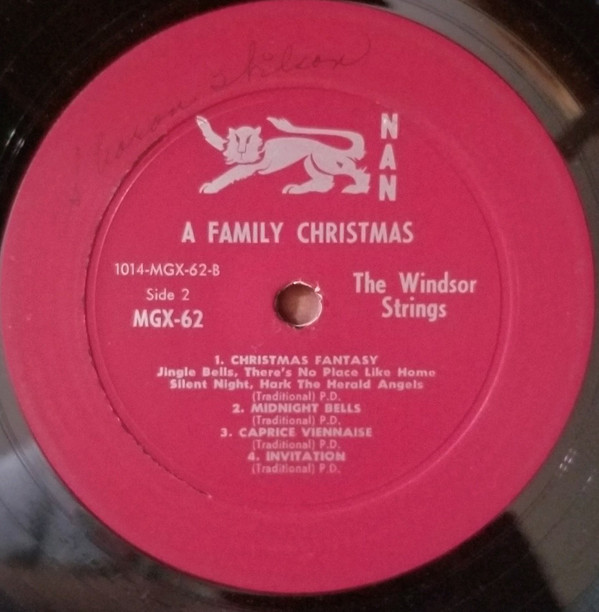 Sharon Wilson
NAN
A FAMILY CHRISTMAS
1014-MGX-62-B
Side 2
MGX-62
The Windsor
Strings
1. CHRISTMAS FANTASY
Jingle Bells, There's No Place Like Home
Silent Night, Hark The Herald Angels
(Traditional) P.D.
2. MIDNIGHT BELLS
(Traditional) P.D.
3. CAPRICE VIENNAISE
(Traditional) P.D.
4. INVITATION
(Traditional) P.D.